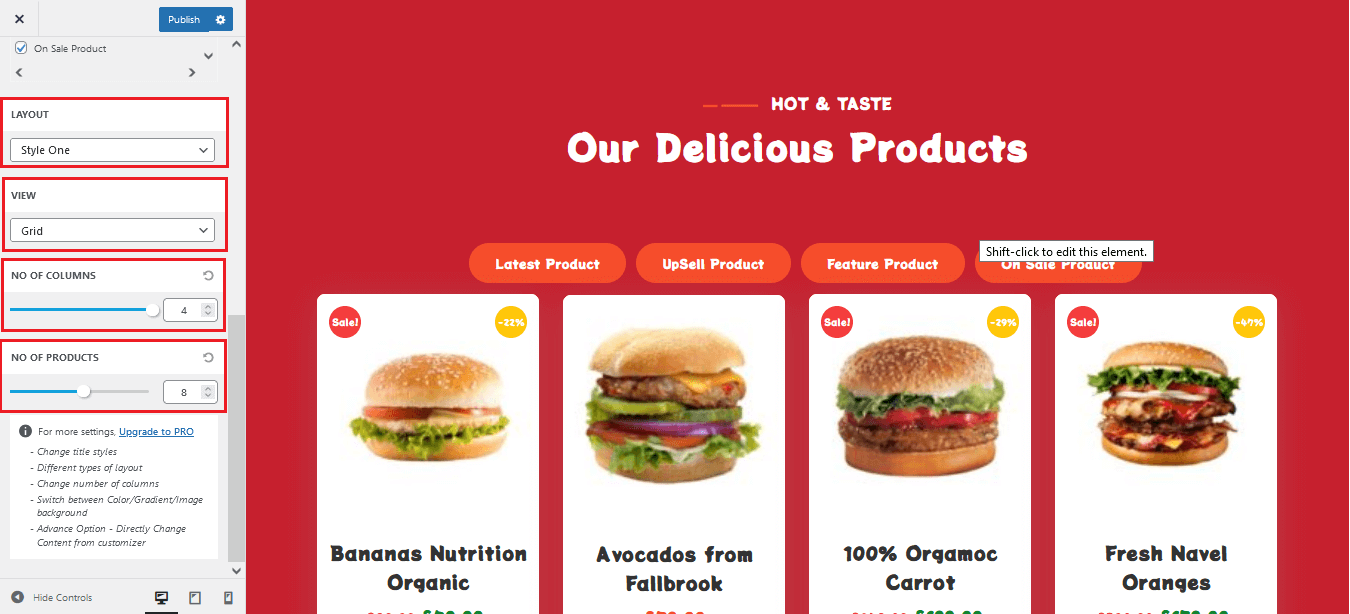 Publish
On Sale Product
LAYOUT
Style One
VIEW
Grid
NO OF COLUMNS
4
NO OF PRODUCTS
8
For more settings, Upgrade to PRO
- Change title styles
- Different types of layout
- Change number of columns
- Switch between Color/Gradient/Image
background
- Advance Option - Directly Change
Content from customizer
Hide Controls
HOT & TASTE
Our Delicious Products
Shift-click to edit this element.
Latest Product
UpSell Product
Feature Product
On Sale Product
Sale!
-22%
Sale!
-29%
Sale!
Bananas Nutrition
Organic
Avocados from
Fallbrook
100% Orgamoc
Carrot
Fresh Navel
Oranges